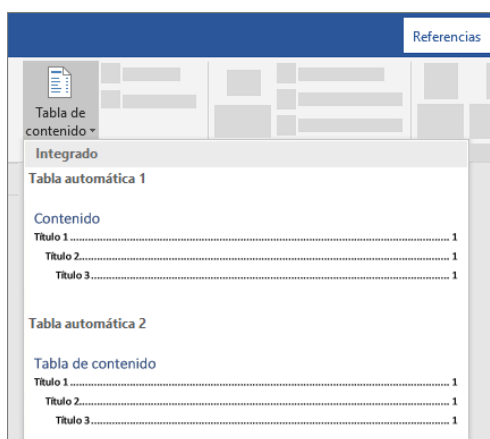 Referencias
Tabla de
contenido
Integrado
Tabla automática 1
Contenido
Título 1 ........................................................................................................ 1
Título 2........................................................................................................ 1
Título 3........................................................................................................ 1
Tabla automática 2
Tabla de contenido
Título 1 ........................................................................................................ 1
Título 2........................................................................................................ 1
Título 3........................................................................................................ 1